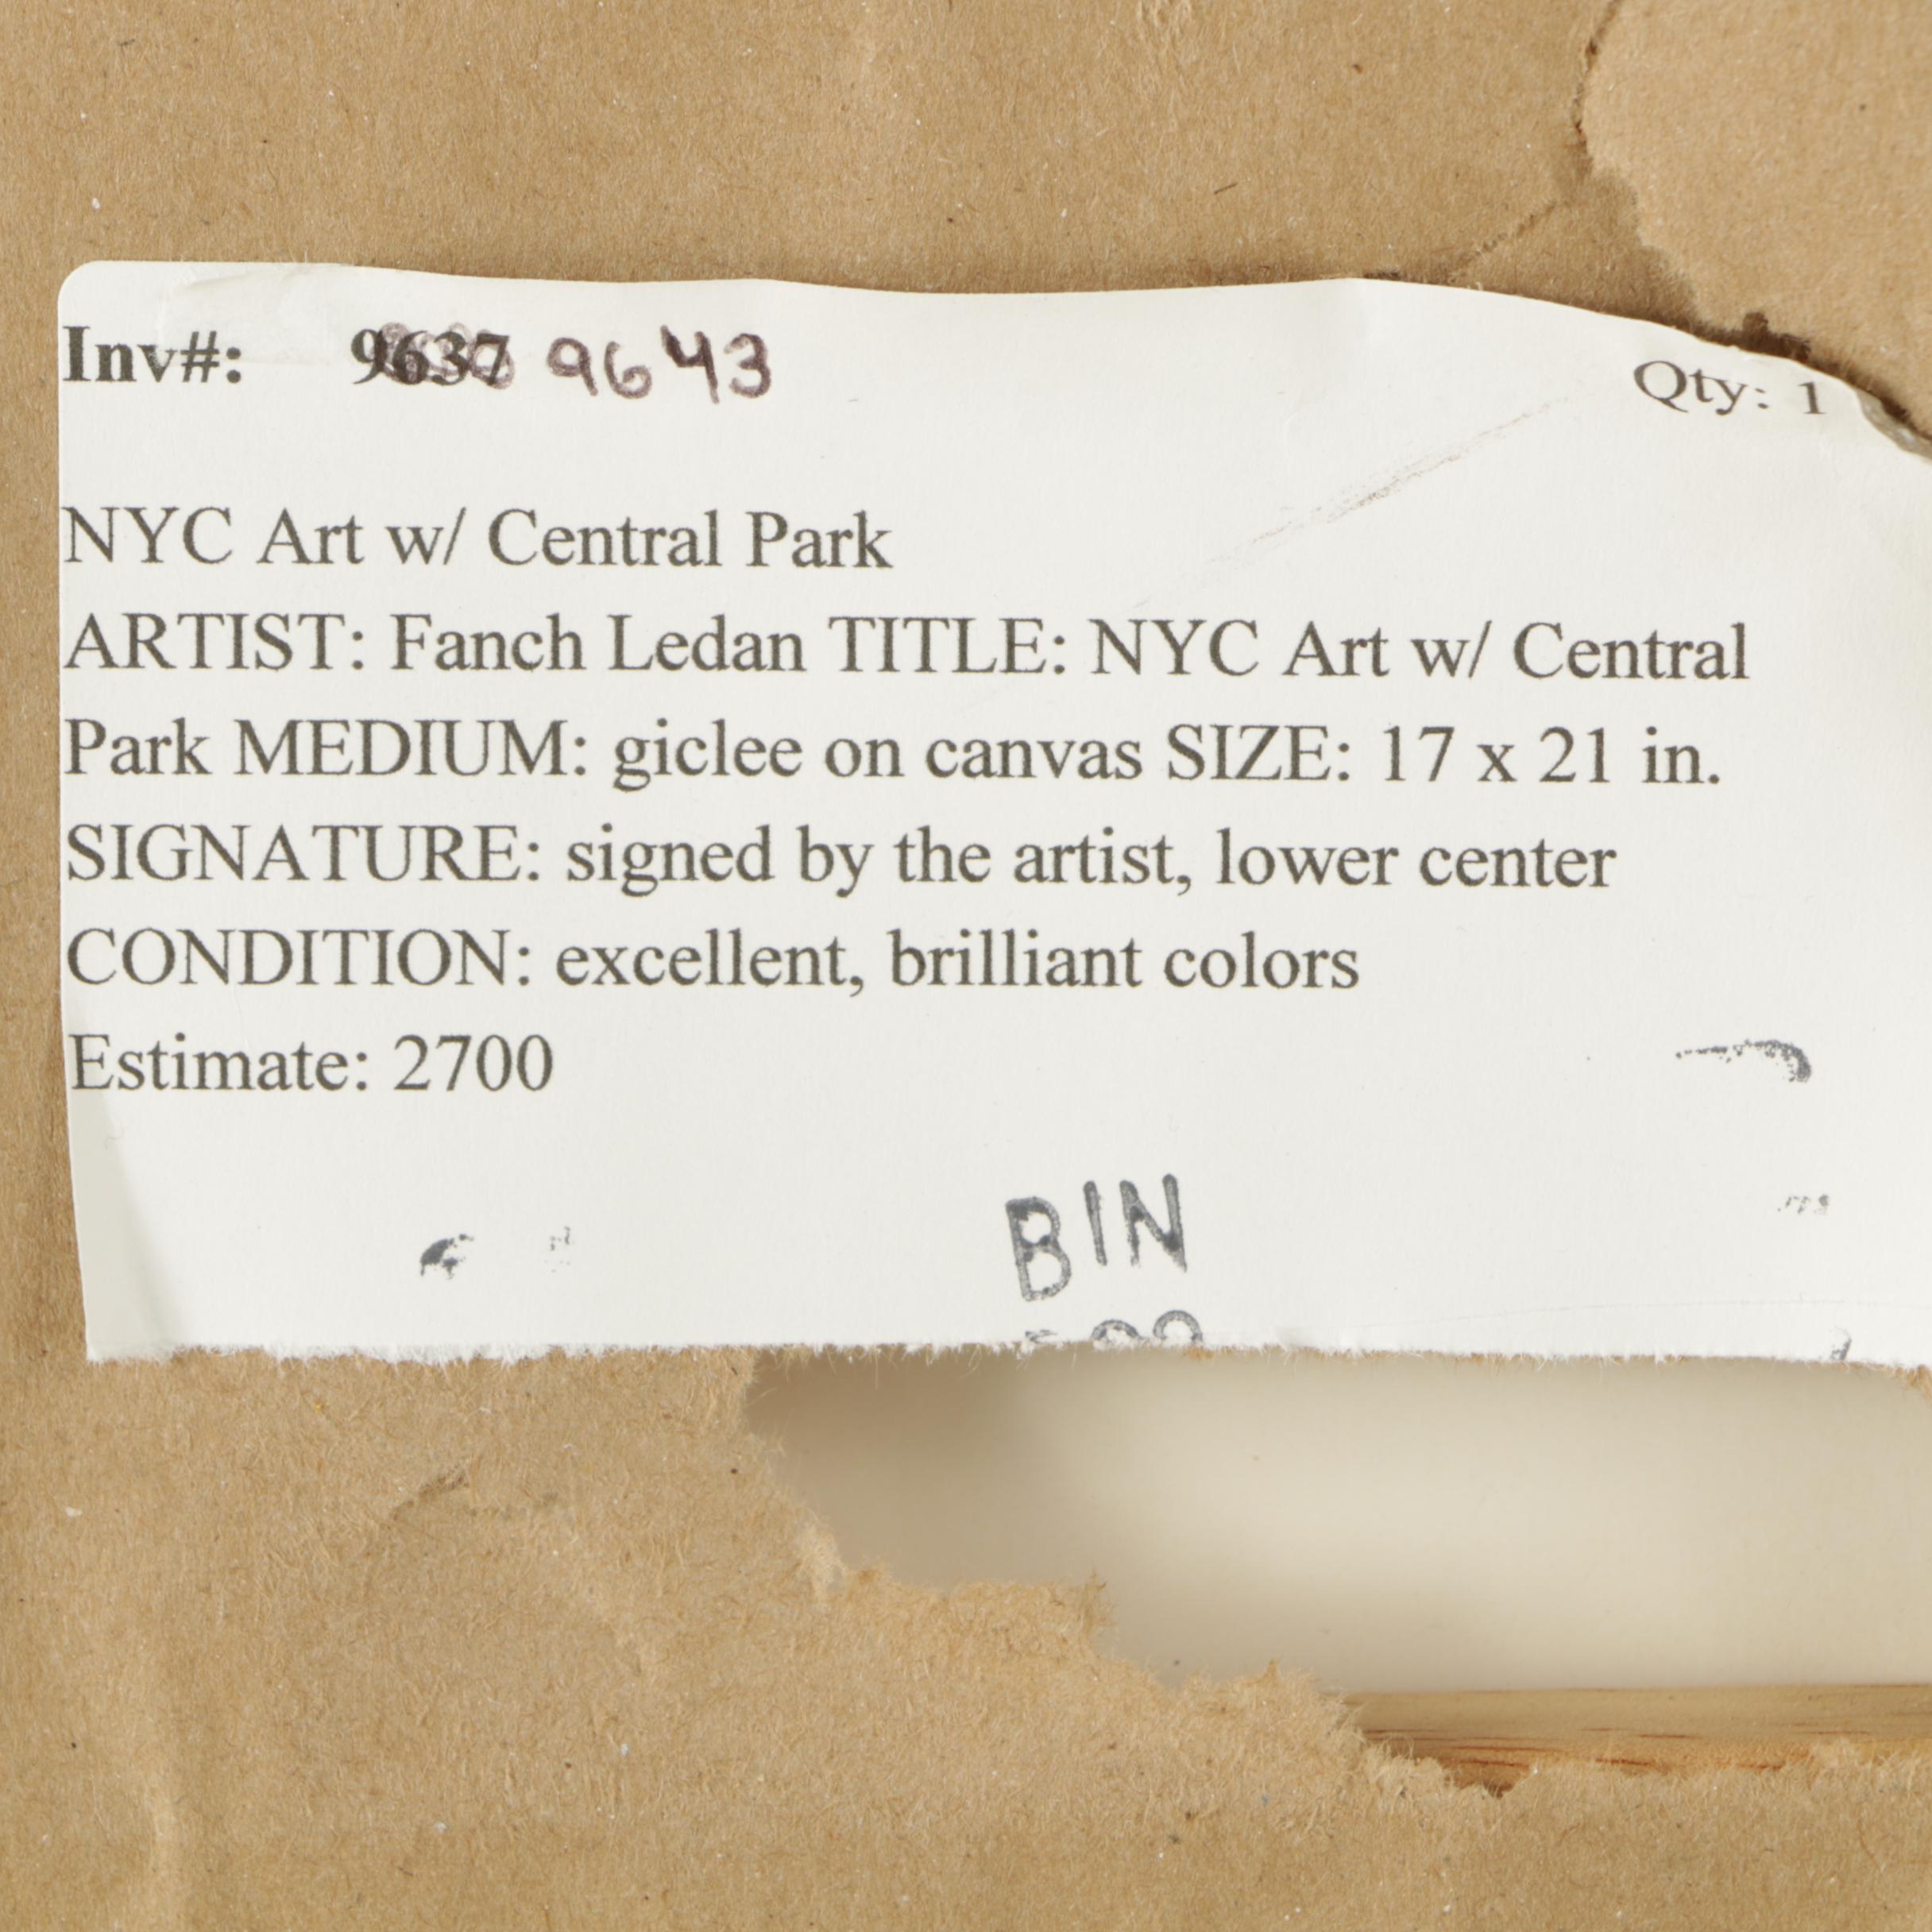 Inv#: 9637 9643 Qty: 1
NYC Art w/ Central Park
ARTIST: Fanch Ledan TITLE: NYC Art w/ Central
Park MEDIUM: giclee on canvas SIZE: 17 x 21 in.
SIGNATURE: signed by the artist, lower center
CONDITION: excellent, brilliant colors
Estimate: 2700
BIN